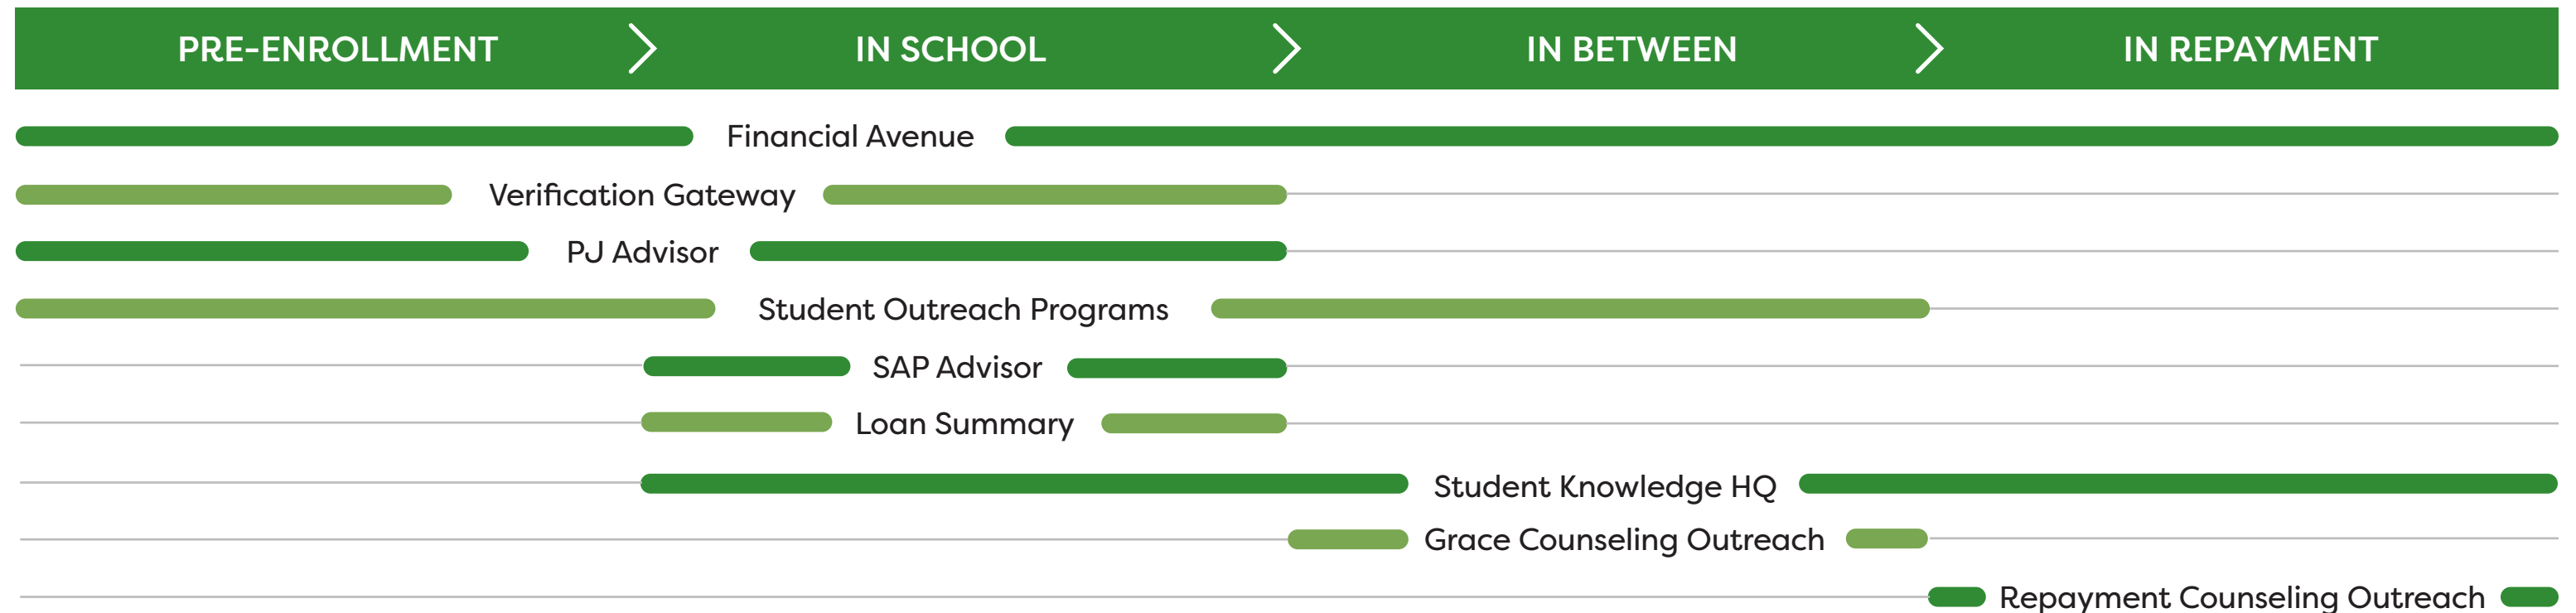 PRE-ENROLLMENT IN SCHOOL IN BETWEEN IN REPAYMENT
Financial Avenue
Verification Gateway
PJ Advisor
Student Outreach Programs
SAP Advisor
Loan Summary
Student Knowledge HQ
Grace Counseling Outreach
Repayment Counseling Outreach